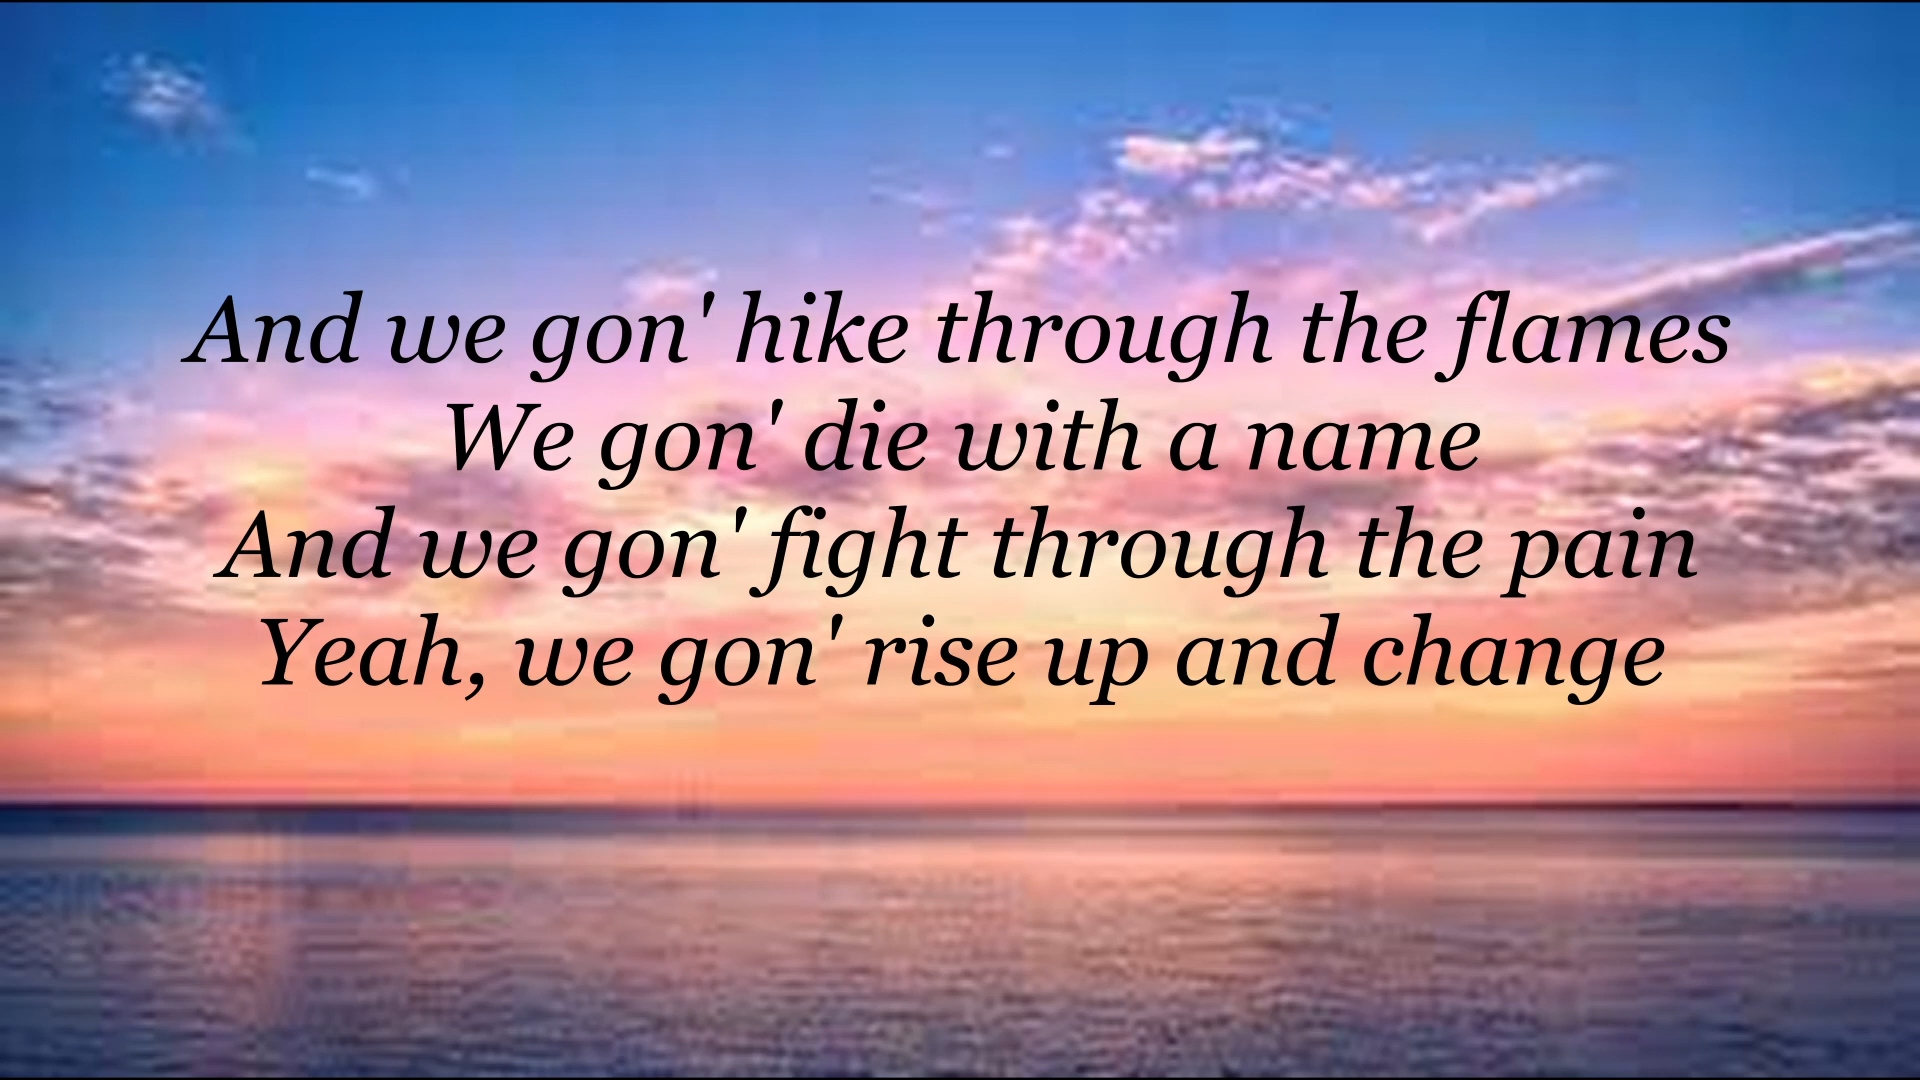 And we gon' hike through the flames
We gon' die with a name
And we gon' fight through the pain
Yeah, we gon' rise up and change